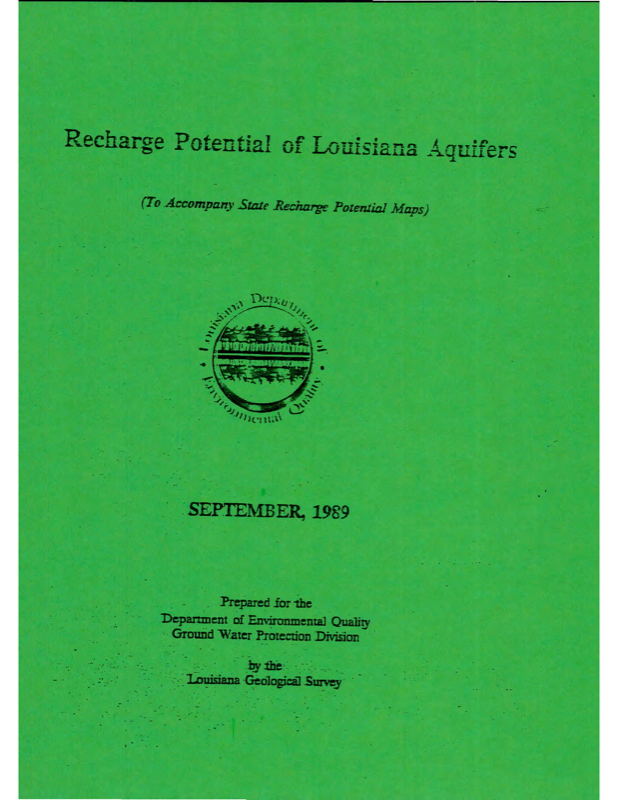 Recharge Potential of Louisiana Aquifers
(To Accompany State Recharge Potential Maps)
Louisiana Department of
Environmental Quality
SEPTEMBER, 1989
Prepared for the
Department of Environmental Quality
Ground Water Protection Division
by the
Louisiana Geological Survey